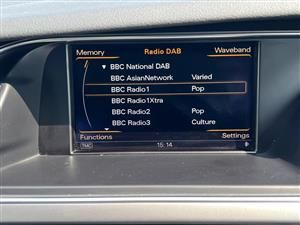 Memory Radio DAB Waveband
BBC National DAB
BBC AsianNetwork Varied
BBC Radio1 Pop
BBC Radio1Xtra
BBC Radio2 Pop
BBC Radio3 Culture
Functions Settings
TMC 15:14